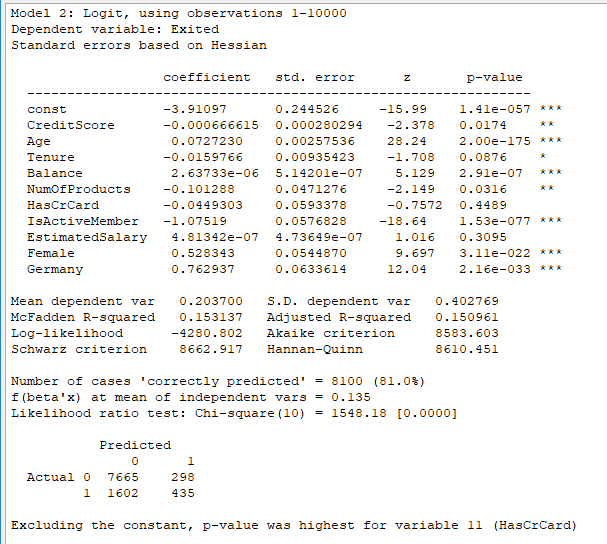 Model 2: Logit, using observations 1-10000
Dependent variable: Exited
Standard errors based on Hessian
coefficient std. error z p-value
const -3.91097 0.244526 -15.99 1.41e-057 ***
CreditScore -0.000666615 0.000280294 -2.378 0.0174 **
Age 0.0727230 0.00257536 28.24 2.00e-175 ***
Tenure -0.0159766 0.00935423 -1.708 0.0876 *
Balance 2.63733e-06 5.14201e-07 5.129 2.91e-07 ***
NumOfProducts -0.101288 0.0471276 -2.149 0.0316 **
HasCrCard -0.0449303 0.0593378 -0.7572 0.4489
IsActiveMember -1.07519 0.0576828 -18.64 1.53e-077 ***
EstimatedSalary 4.81342e-07 4.73649e-07 1.016 0.3095
Female 0.528343 0.0544870 9.697 3.11e-022 ***
Germany 0.762937 0.0633614 12.04 2.16e-033 ***
Mean dependent var 0.203700 S.D. dependent var 0.402769
McFadden R-squared 0.153137 Adjusted R-squared 0.150961
Log-likelihood -4280.802 Akaike criterion 8583.603
Schwarz criterion 8662.917 Hannan-Quinn 8610.451
Number of cases 'correctly predicted' = 8100 (81.0%)
f(beta'x) at mean of independent vars = 0.135
Likelihood ratio test: Chi-square(10) = 1548.18 [0.0000]
Predicted
0 1
Actual 0 7665 298
1 1602 435
Excluding the constant, p-value was highest for variable 11 (HasCrCard)